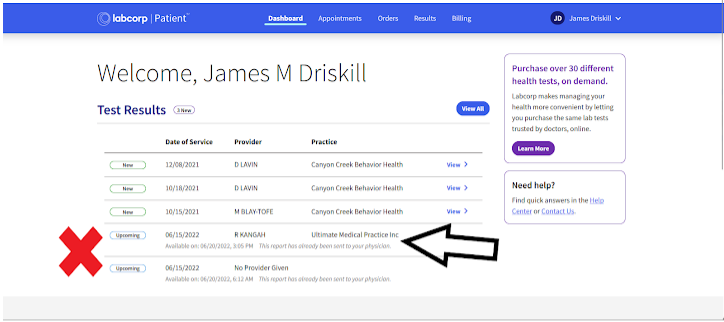 labcorp | Patient™ Dashboard Appointments Orders Results Billing JD James Driskill
Welcome, James M Driskill
Test Results 3 New View All
Date of Service Provider Practice
New 12/08/2021 D LAVIN Canyon Creek Behavior Health View >
New 10/18/2021 D LAVIN Canyon Creek Behavior Health View >
New 10/15/2021 M BLAY-TOFE Canyon Creek Behavior Health View >
Upcoming 06/15/2022 R KANGAH Ultimate Medical Practice Inc
Available on: 06/20/2022, 3:05 PM This report has already been sent to your physician.
Upcoming 06/15/2022 No Provider Given
Available on: 06/20/2022, 6:12 AM This report has already been sent to your physician.
Purchase over 30 different
health tests, on demand.
Labcorp makes managing your
health more convenient by letting
you purchase the same lab tests
trusted by doctors, online.
Learn More
Need help?
Find quick answers in the Help
Center or Contact Us.